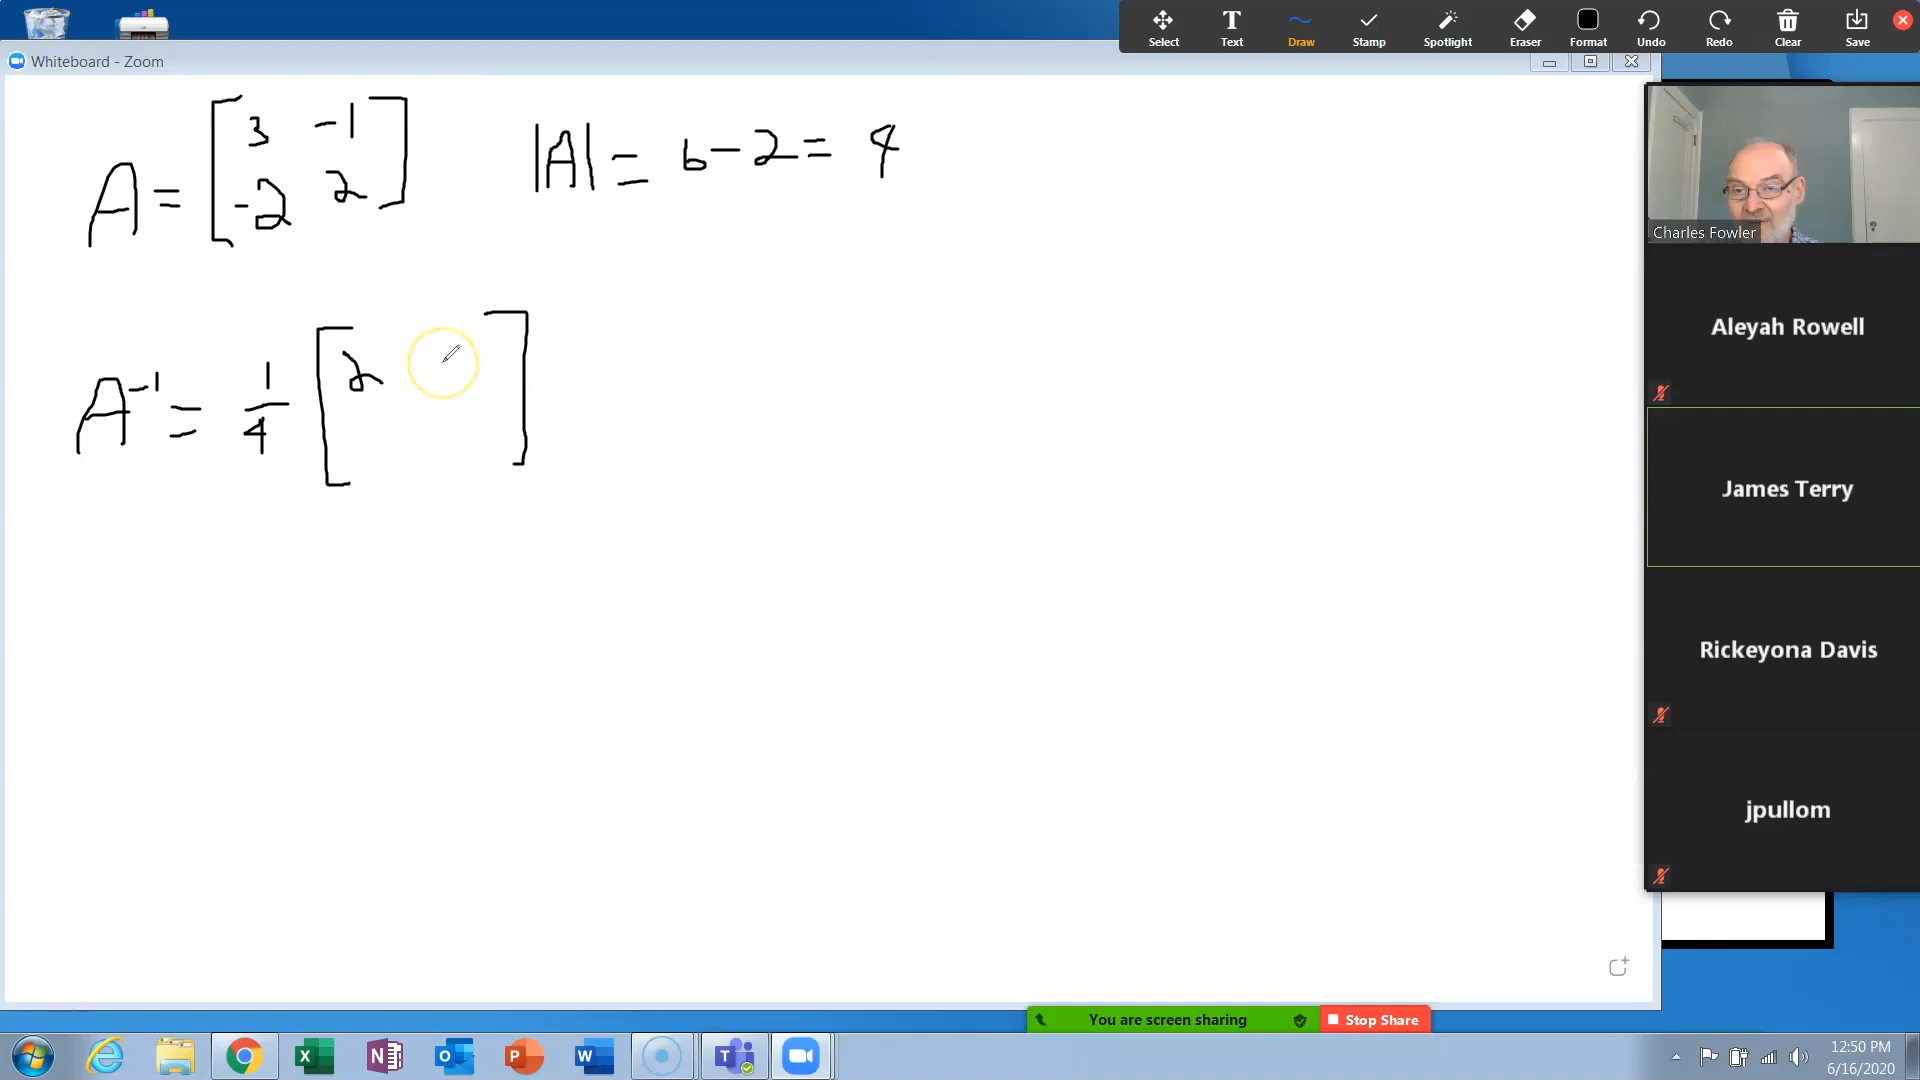 Select Text Draw Stamp Spotlight Eraser Format Undo Redo Clear Save
Whiteboard - Zoom
A = [ 3 -1
-2 2 ]
|A| = 6 - 2 = 4
A⁻¹ = 1/4 [ 2 ]
Charles Fowler
Aleyah Rowell
James Terry
Rickeyona Davis
jpullom
You are screen sharing
Stop Share
12:50 PM
6/16/2020